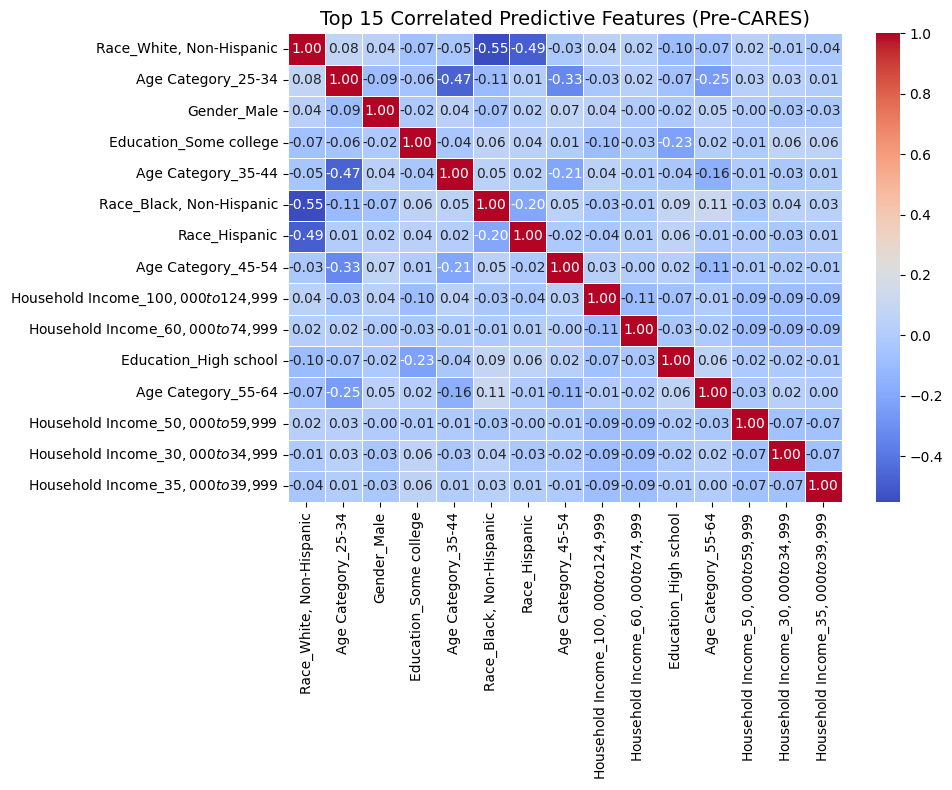 Top 15 Correlated Predictive Features (Pre-CARES)
Race_White, Non-Hispanic 1.00 0.08 0.04 -0.07 -0.05 -0.55 -0.49 -0.03 0.04 0.02 -0.10 -0.07 0.02 -0.01 -0.04
Age Category_25-34 0.08 1.00 -0.09 -0.06 -0.47 -0.11 0.01 -0.33 -0.03 0.02 -0.07 -0.25 0.03 0.03 0.01
Gender_Male 0.04 -0.09 1.00 -0.02 0.04 -0.07 0.02 0.07 0.04 -0.00 -0.02 0.05 -0.00 -0.03 -0.03
Education_Some college -0.07 -0.06 -0.02 1.00 -0.04 0.06 0.04 0.01 -0.10 -0.03 -0.23 0.02 -0.01 0.06 0.06
Age Category_35-44 -0.05 -0.47 0.04 -0.04 1.00 0.05 0.02 -0.21 0.04 -0.01 -0.04 -0.16 -0.01 -0.03 0.01
Race_Black, Non-Hispanic -0.55 -0.11 -0.07 0.06 0.05 1.00 -0.20 0.05 -0.03 -0.01 0.09 0.11 -0.03 0.04 0.03
Race_Hispanic -0.49 0.01 0.02 0.04 0.02 -0.20 1.00 -0.02 -0.04 0.01 0.06 -0.01 -0.00 -0.03 0.01
Age Category_45-54 -0.03 -0.33 0.07 0.01 -0.21 0.05 -0.02 1.00 0.03 -0.00 0.02 -0.11 -0.01 -0.02 -0.01
Household Income_100,000to124,999 0.04 -0.03 0.04 -0.10 0.04 -0.03 -0.04 0.03 1.00 -0.11 -0.07 -0.01 -0.09 -0.09 -0.09
Household Income_60,000to74,999 0.02 0.02 -0.00 -0.03 -0.01 -0.01 0.01 -0.00 -0.11 1.00 -0.03 -0.02 -0.09 -0.09 -0.09
Education_High school -0.10 -0.07 -0.02 -0.23 -0.04 0.09 0.06 0.02 -0.07 -0.03 1.00 0.06 -0.02 -0.02 -0.01
Age Category_55-64 -0.07 -0.25 0.05 0.02 -0.16 0.11 -0.01 -0.11 -0.01 -0.02 0.06 1.00 -0.03 0.02 0.00
Household Income_50,000to59,999 0.02 0.03 -0.00 -0.01 -0.01 -0.03 -0.00 -0.01 -0.09 -0.09 -0.02 -0.03 1.00 -0.07 -0.07
Household Income_30,000to34,999 -0.01 0.03 -0.03 0.06 -0.03 0.04 -0.03 -0.02 -0.09 -0.09 -0.02 0.02 -0.07 1.00 -0.07
Household Income_35,000to39,999 -0.04 0.01 -0.03 0.06 0.01 0.03 0.01 -0.01 -0.09 -0.09 -0.01 0.00 -0.07 -0.07 1.00
Race_White, Non-Hispanic
Age Category_25-34
Gender_Male
Education_Some college
Age Category_35-44
Race_Black, Non-Hispanic
Race_Hispanic
Age Category_45-54
Household Income_100,000to124,999
Household Income_60,000to74,999
Education_High school
Age Category_55-64
Household Income_50,000to59,999
Household Income_30,000to34,999
Household Income_35,000to39,999
1.0
0.8
0.6
0.4
0.2
0.0
−0.2
−0.4